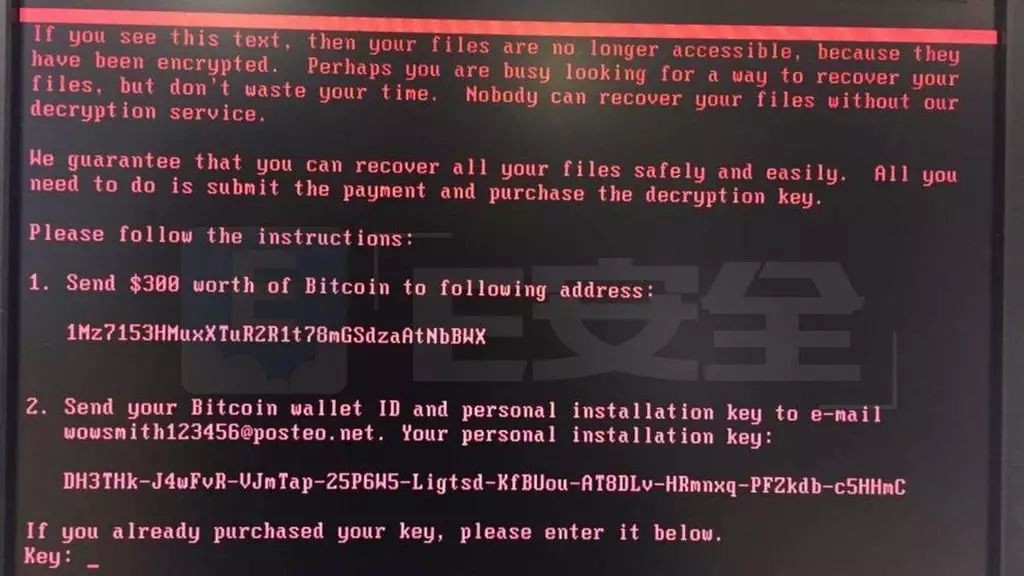 If you see this text, then your files are no longer accessible, because they
have been encrypted.  Perhaps you are busy looking for a way to recover your
files, but don't waste your time.  Nobody can recover your files without our
decryption service.
We guarantee that you can recover all your files safely and easily.  All you
need to do is submit the payment and purchase the decryption key.
Please follow the instructions:
1. Send $300 worth of Bitcoin to following address:
1Mz7153HMuxXTuR2R1t78mGSdzaAtNbBWX
E安全
2. Send your Bitcoin wallet ID and personal installation key to e-mail
wowsmith123456@posteo.net. Your personal installation key:
DH3THk-J4wFvR-VJmTap-25P6W5-Ligtsd-KfBUou-AT8DLv-HRmnxq-PF2kdb-c5HHmC
If you already purchased your key, please enter it below.
Key: _